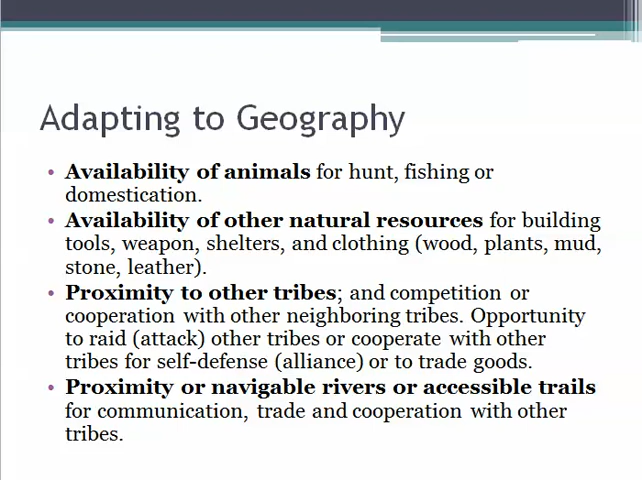 Adapting to Geography
• Availability of animals for hunt, fishing or
domestication.
• Availability of other natural resources for building
tools, weapon, shelters, and clothing (wood, plants, mud,
stone, leather).
• Proximity to other tribes; and competition or
cooperation with other neighboring tribes. Opportunity
to raid (attack) other tribes or cooperate with other
tribes for self-defense (alliance) or to trade goods.
• Proximity or navigable rivers or accessible trails
for communication, trade and cooperation with other
tribes.